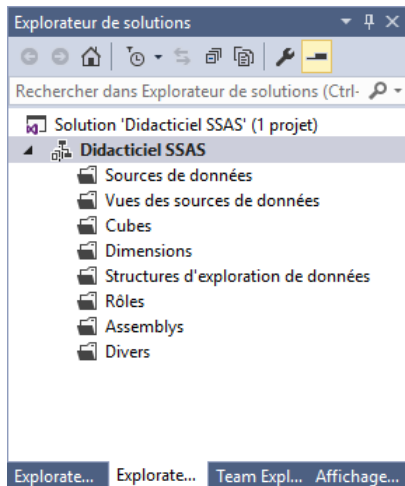 Explorateur de solutions
Rechercher dans Explorateur de solutions (Ctrl-
Solution 'Didacticiel SSAS' (1 projet)
Didacticiel SSAS
Sources de données
Vues des sources de données
Cubes
Dimensions
Structures d'exploration de données
Rôles
Assemblys
Divers
Explorate... Explorate... Team Expl... Affichage...